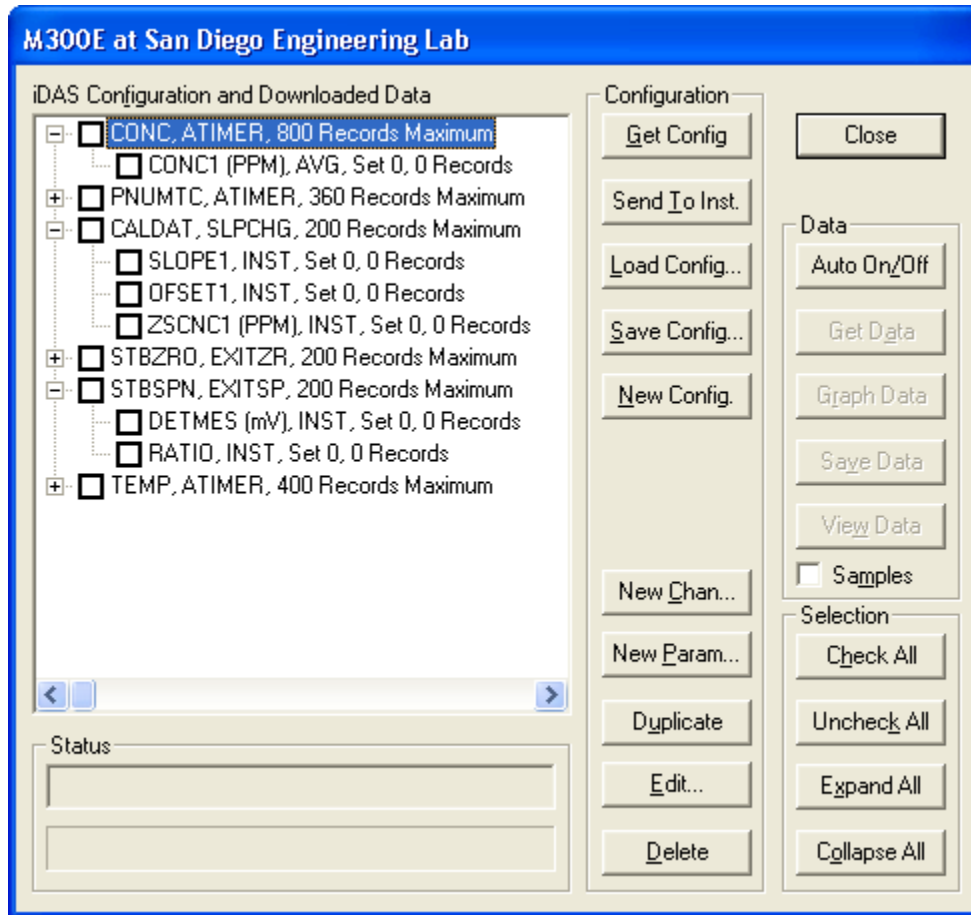 M300E at San Diego Engineering Lab
iDAS Configuration and Downloaded Data
CONC, ATIMER, 800 Records Maximum
CONC1 (PPM), AVG, Set 0, 0 Records
PNUMTC, ATIMER, 360 Records Maximum
CALDAT, SLPCHG, 200 Records Maximum
SLOPE1, INST, Set 0, 0 Records
OFSET1, INST, Set 0, 0 Records
ZSCNC1 (PPM), INST, Set 0, 0 Records
STBZRO, EXITZR, 200 Records Maximum
STBSPN, EXITSP, 200 Records Maximum
DETMES (mV), INST, Set 0, 0 Records
RATIO, INST, Set 0, 0 Records
TEMP, ATIMER, 400 Records Maximum
Status
Configuration
Get Config
Send To Inst.
Load Config...
Save Config...
New Config.
New Chan...
New Param...
Duplicate
Edit...
Delete
Close
Data
Auto On/Off
Get Data
Graph Data
Save Data
View Data
Samples
Selection
Check All
Uncheck All
Expand All
Collapse All